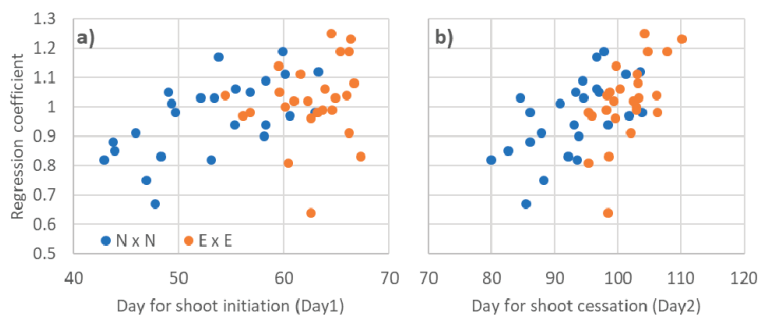 a)
b)
Regression coefficient
1.3
1.2
1.1
1
0.9
0.8
0.7
0.6
0.5
N x N
E x E
40 50 60 70
70 80 90 100 110 120
Day for shoot initiation (Day1)
Day for shoot cessation (Day2)